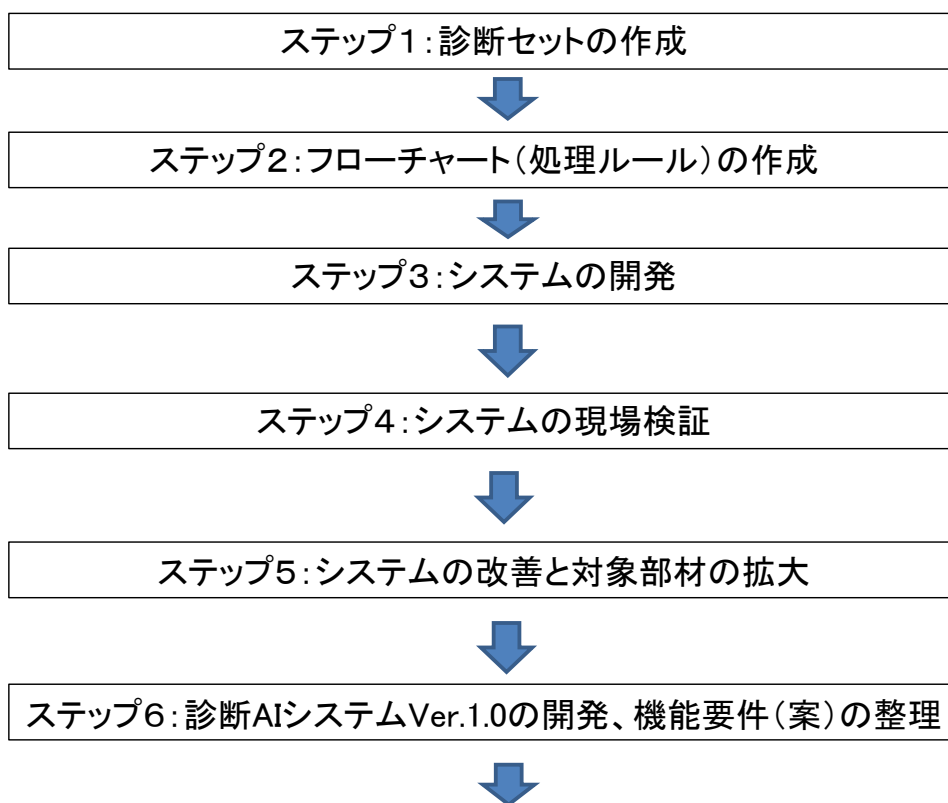 ステップ１：診断セットの作成
ステップ２：フローチャート（処理ルール）の作成
ステップ３：システムの開発
ステップ４：システムの現場検証
ステップ５：システムの改善と対象部材の拡大
ステップ６：診断AIシステムVer.1.0の開発、機能要件（案）の整理